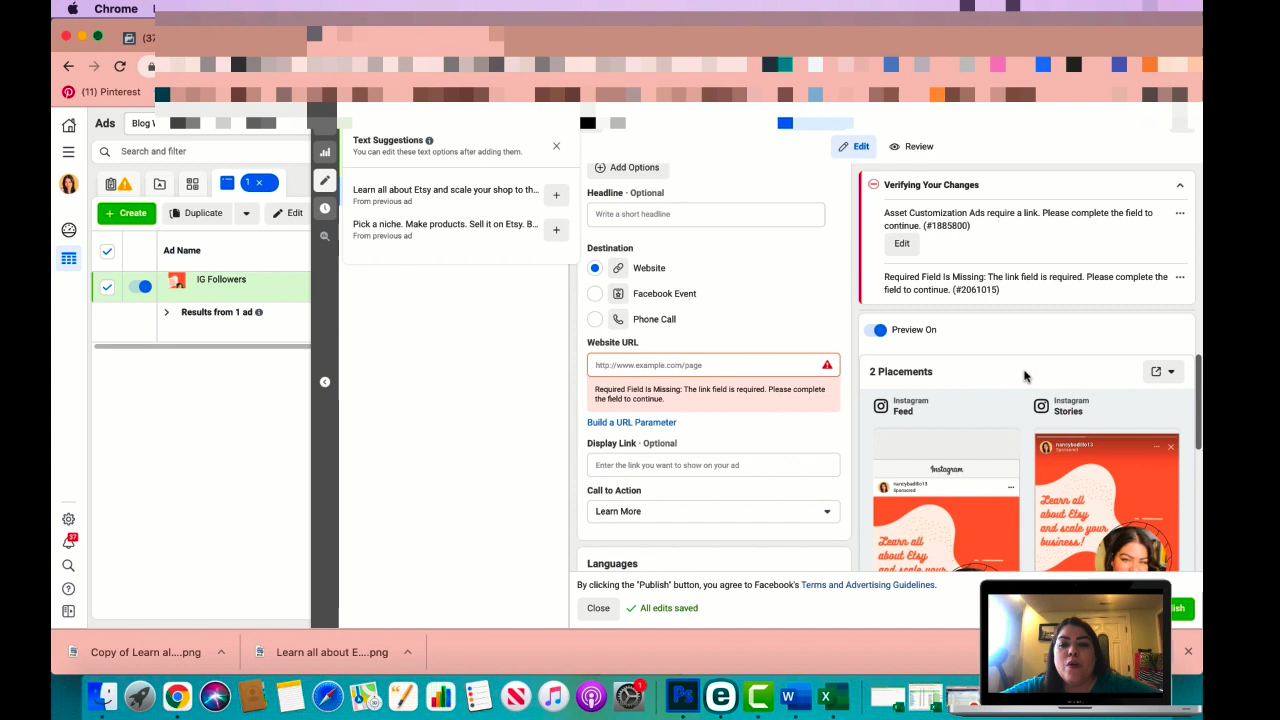 Chrome
(37
(11) Pinterest
Ads
Blog
Search and filter
1 ×
+ Create
Duplicate
Edit
Ad Name
IG Followers
Results from 1 ad
37
Text Suggestions
You can edit these text options after adding them.
Learn all about Etsy and scale your shop to th...
From previous ad
Pick a niche. Make products. Sell it on Etsy. B...
From previous ad
Add Options
Headline · Optional
Write a short headline
Destination
Website
Facebook Event
Phone Call
Website URL
http://www.example.com/page
Required Field Is Missing: The link field is required. Please complete
the field to continue.
Build a URL Parameter
Display Link · Optional
Enter the link you want to show on your ad
Call to Action
Learn More
Languages
By clicking the "Publish" button, you agree to Facebook's Terms and Advertising Guidelines.
Close
All edits saved
Edit
Review
Verifying Your Changes
Asset Customization Ads require a link. Please complete the field to
continue. (#1885800)
Edit
Required Field Is Missing: The link field is required. Please complete the
field to continue. (#2061015)
Preview On
2 Placements
Instagram
Feed
Instagram
Stories
Instagram
nancybadillo13
Sponsored
Learn all
about Etsy
and scale your
nancybadillo13
Sponsored
Learn all
about Etsy
and scale your
business!
lish
Copy of Learn al....png
Learn all about E....png
1